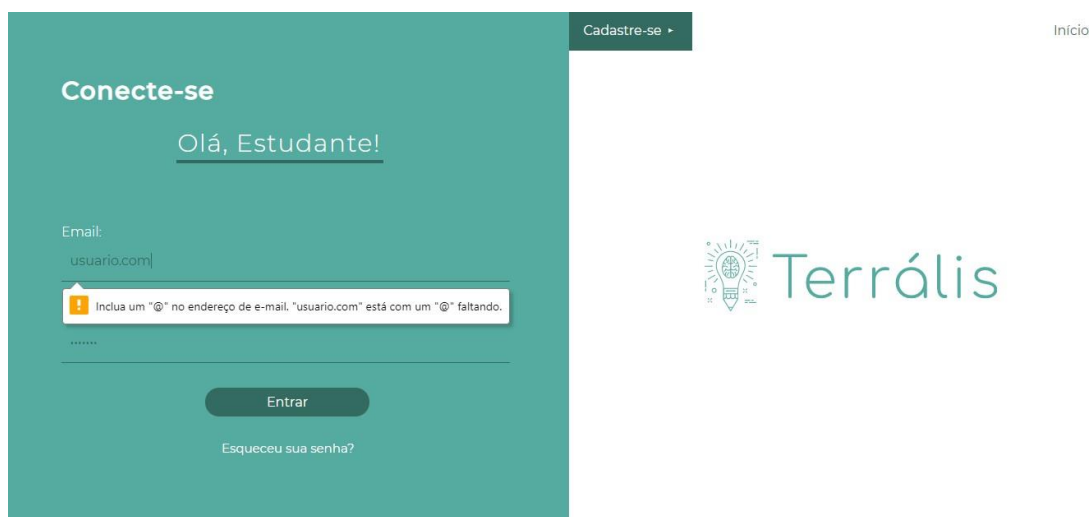 Cadastre-se ▸
Início
Conecte-se
Olá, Estudante!
Email:
usuario.com
! Inclua um "@" no endereço de e-mail. "usuario.com" está com um "@" faltando.
.......
Entrar
Esqueceu sua senha?
Terrális